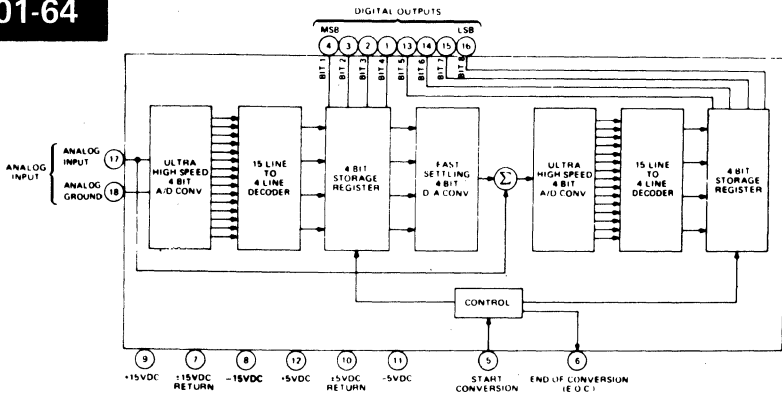 01-64
DIGITAL OUTPUTS
MSB LSB
4 3 2 1 13 14 15 16
BIT 1 BIT 2 BIT 3 BIT 4 BIT 5 BIT 6 BIT 7 BIT 8
ANALOG
INPUT
ANALOG
INPUT
17
ANALOG
GROUND
18
ULTRA
HIGH SPEED
4 BIT
A/D CONV
15 LINE
TO
4 LINE
DECODER
4 BIT
STORAGE
REGISTER
FAST
SETTLING
4 BIT
D A CONV
Σ
ULTRA
HIGH SPEED
4 BIT
A/D CONV
15 LINE
TO
4 LINE
DECODER
4 BIT
STORAGE
REGISTER
CONTROL
9 7 8 12 10 11 5 6
+15VDC
±15VDC
RETURN
-15VDC
+5VDC
±5VDC
RETURN
-5VDC
START
CONVERSION
END OF CONVERSION
(E O C)